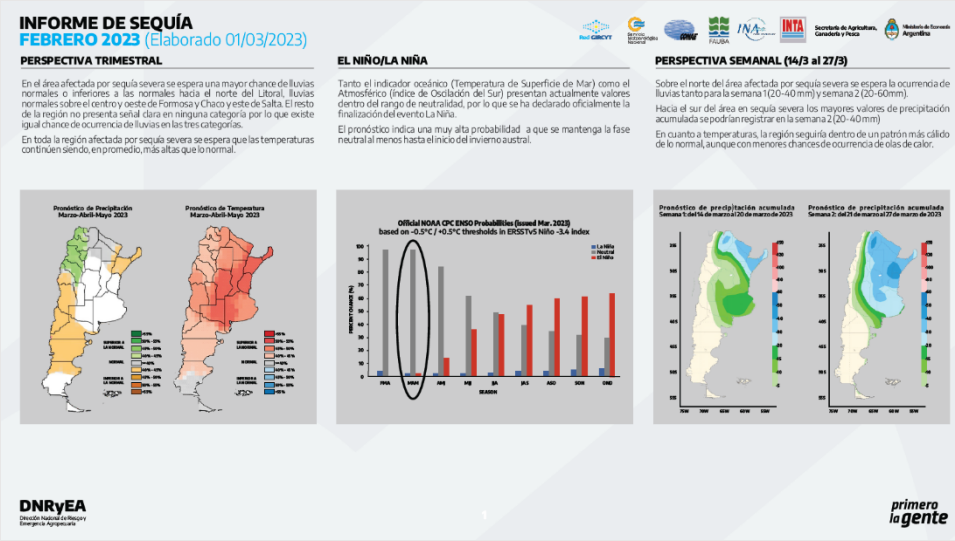 INFORME DE SEQUÍA
FEBRERO 2023 (Elaborado 01/03/2023)
FAUBA
INA
INTA
Secretaría de Agricultura,
Ganadería y Pesca
Ministerio de Economía
Argentina
PERSPECTIVA TRIMESTRAL
En el área afectada por sequía severa se espera una mayor chance de lluvias
normales o inferiores a las normales hacia el norte del Litoral, lluvias
normales sobre el centro y oeste de Formosa y Chaco y este de Salta. El resto
de la región no presenta señal clara en ninguna categoría por lo que existe
igual chance de ocurrencia de lluvias en las tres categorías.
En toda la región afectada por sequía severa se espera que las temperaturas
continúen siendo, en promedio, más altas que lo normal.
Pronóstico de Precipitación
Marzo-Abril-Mayo 2023
Pronóstico de Temperatura
Marzo-Abril-Mayo 2023
EL NIÑO/LA NIÑA
Tanto el indicador oceánico (Temperatura de Superficie de Mar) como el
Atmosférico (índice de Oscilación del Sur) presentan actualmente valores
dentro del rango de neutralidad, por lo que se ha declarado oficialmente la
finalización del evento La Niña.
El pronóstico indica una muy alta probabilidad a que se mantenga la fase
neutral al menos hasta el inicio del invierno austral.
Official NOAA CPC ENSO Probabilities (issued Mar. 2023)
based on -0.5°C / +0.5°C thresholds in ERSSTv5 Niño -3.4 index
La Niña
Neutral
El Niño
PERCENT CHANCE (%)
100
90
80
70
60
50
40
30
20
10
0
FMA MAM AMJ MJJ JJA JAS ASO SON OND
SEASON
PERSPECTIVA SEMANAL (14/3 al 27/3)
Sobre el norte del área afectada por sequía se espera la ocurrencia de
lluvias tanto para la semana 1 (20-40 mm) y semana 2 (20-60mm).
Hacia el sur del área en sequía severa los mayores valores de precipitación
acumulada se podrían registrar en la semana 2 (20-40 mm)
En cuanto a temperaturas, la región seguiría dentro de un patrón más cálido
de lo normal, aunque con menores chances de ocurrencia de olas de calor.
Pronóstico de precipitación acumulada
Semana 1: del 14 de marzo al 20 de marzo de 2023
Pronóstico de precipitación acumulada
Semana 2: del 21 de marzo al 27 de marzo de 2023
DNRyEA
Dirección Nacional de Riesgo y
Emergencia Agropecuaria
1
primero
la gente